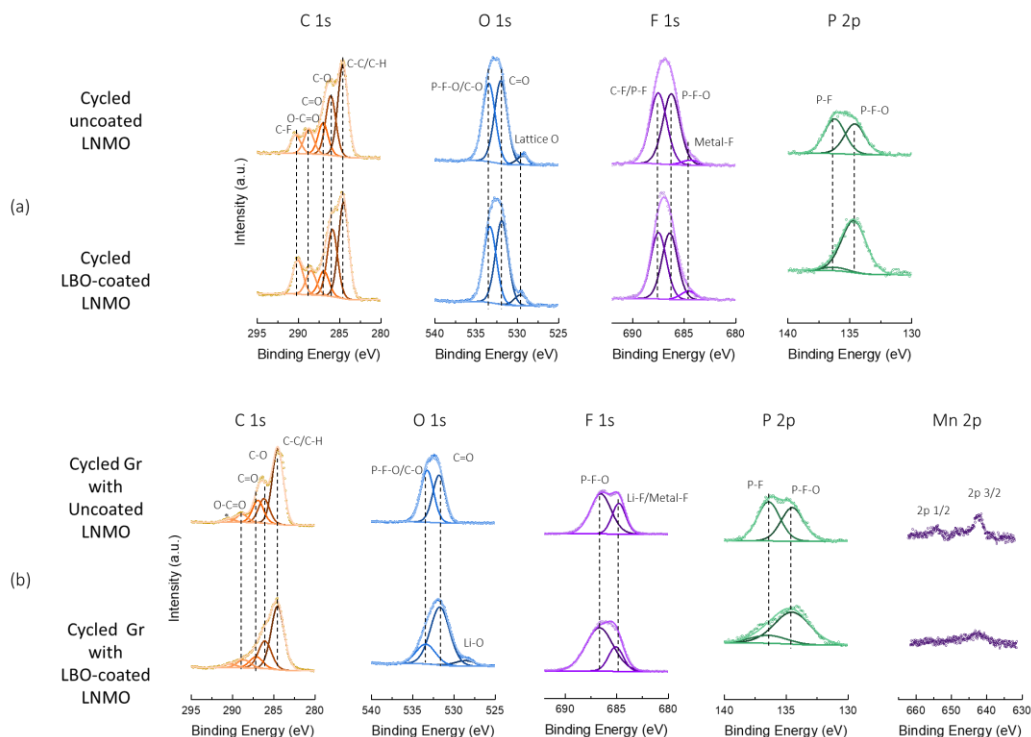 C 1s
O 1s
F 1s
P 2p
(a)
Cycled
uncoated
LNMO
Cycled
LBO-coated
LNMO
Intensity (a.u.)
C-C/C-H
C-O
C=O
O-C=O
C-F
P-F-O/C-O
C=O
Lattice O
C-F/P-F
P-F-O
Metal-F
P-F
P-F-O
295 290 285 280
Binding Energy (eV)
540 535 530 525
Binding Energy (eV)
690 685 680
Binding Energy (eV)
140 135 130
Binding Energy (eV)
C 1s
O 1s
F 1s
P 2p
Mn 2p
(b)
Cycled Gr
with
Uncoated
LNMO
Cycled Gr
with
LBO-coated
LNMO
Intensity (a.u.)
C-C/C-H
C-O
C=O
O-C=O
P-F-O/C-O
C=O
Li-O
P-F-O
Li-F/Metal-F
P-F
P-F-O
2p 3/2
2p 1/2
295 290 285 280
Binding Energy (eV)
540 535 530 525
Binding Energy (eV)
690 685 680
Binding Energy (eV)
140 135 130
Binding Energy (eV)
660 650 640 630
Binding Energy (eV)